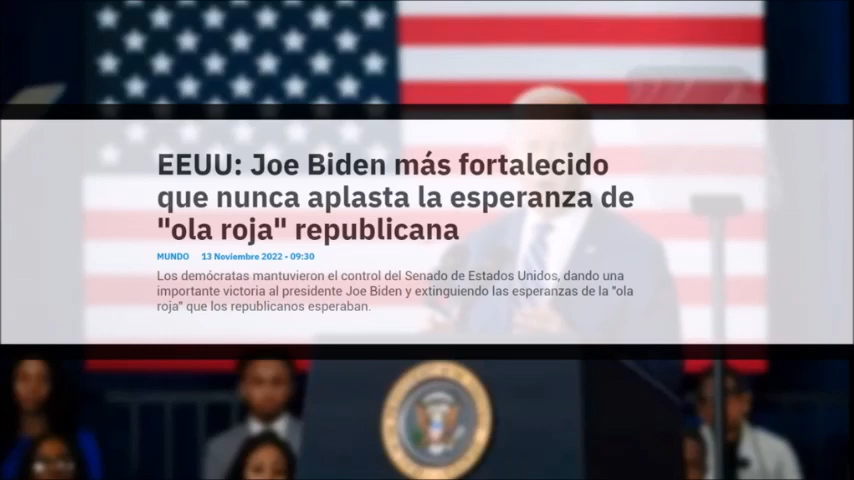 EEUU: Joe Biden más fortalecido
que nunca aplasta la esperanza de
"ola roja" republicana
MUNDO 13 Noviembre 2022 - 09:30
Los demócratas mantuvieron el control del Senado de Estados Unidos, dando una
importante victoria al presidente Joe Biden y extinguiendo las esperanzas de la "ola
roja" que los republicanos esperaban.